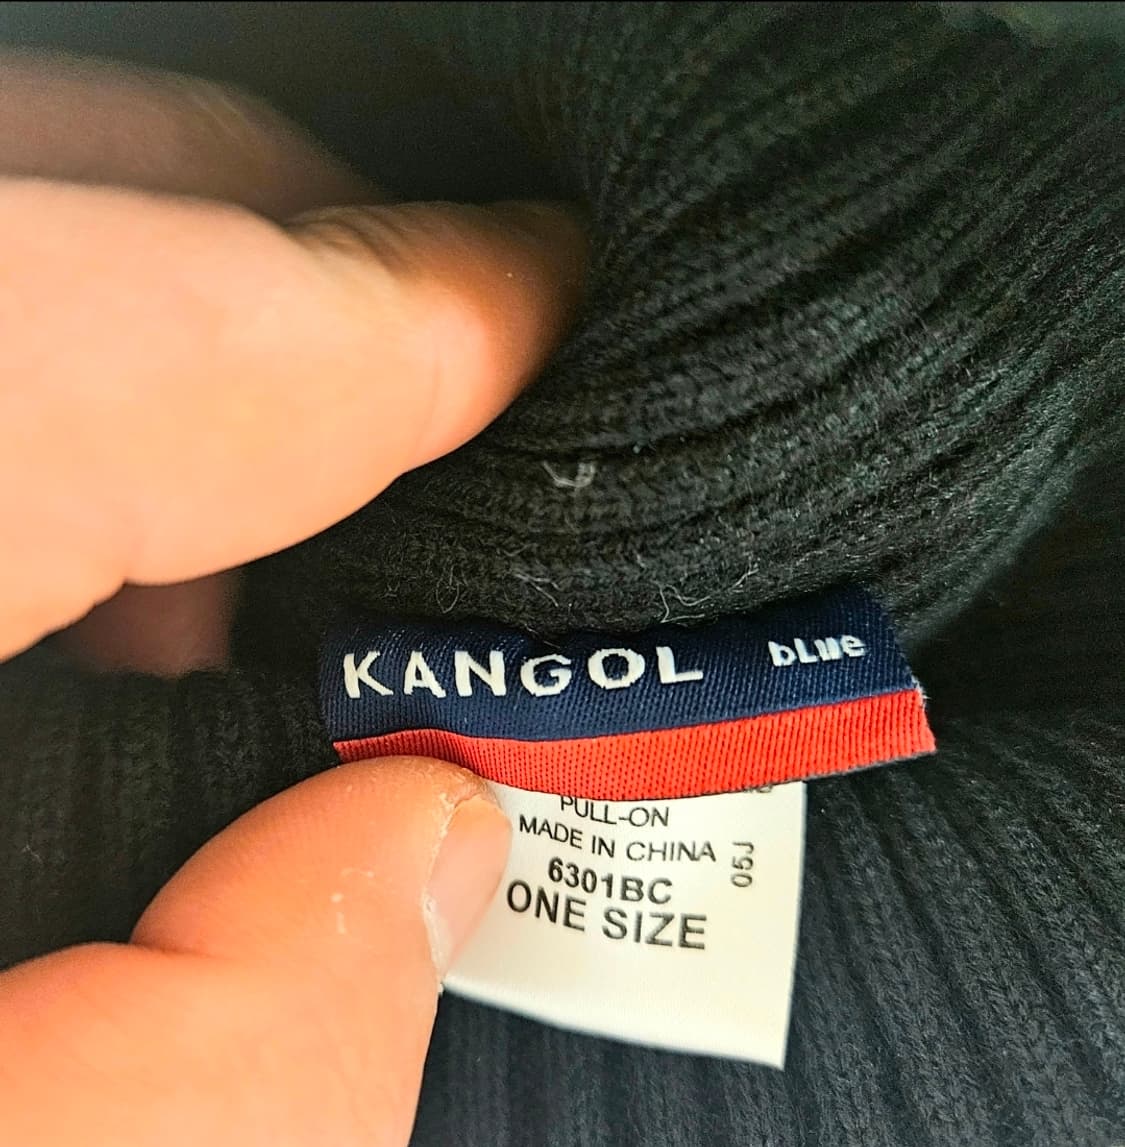 KANGOL bLue
PULL-ON
MADE IN CHINA
05J
6301BC
ONE SIZE